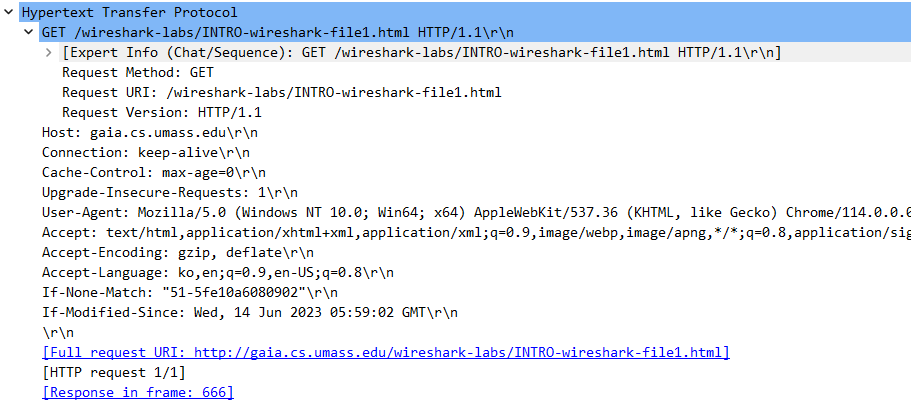 Hypertext Transfer Protocol
GET /wireshark-labs/INTRO-wireshark-file1.html HTTP/1.1\r\n
[Expert Info (Chat/Sequence): GET /wireshark-labs/INTRO-wireshark-file1.html HTTP/1.1\r\n]
Request Method: GET
Request URI: /wireshark-labs/INTRO-wireshark-file1.html
Request Version: HTTP/1.1
Host: gaia.cs.umass.edu\r\n
Connection: keep-alive\r\n
Cache-Control: max-age=0\r\n
Upgrade-Insecure-Requests: 1\r\n
User-Agent: Mozilla/5.0 (Windows NT 10.0; Win64; x64) AppleWebKit/537.36 (KHTML, like Gecko) Chrome/114.0.0.0
Accept: text/html,application/xhtml+xml,application/xml;q=0.9,image/webp,image/apng,*/*;q=0.8,application/sig
Accept-Encoding: gzip, deflate\r\n
Accept-Language: ko,en;q=0.9,en-US;q=0.8\r\n
If-None-Match: "51-5fe10a6080902"\r\n
If-Modified-Since: Wed, 14 Jun 2023 05:59:02 GMT\r\n
\r\n
[Full request URI: http://gaia.cs.umass.edu/wireshark-labs/INTRO-wireshark-file1.html]
[HTTP request 1/1]
[Response in frame: 666]